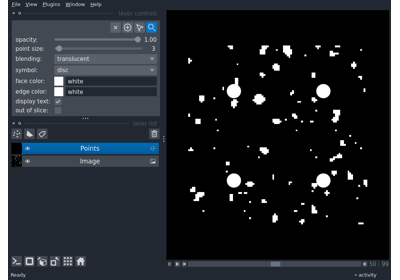 File View Plugins Window Help
layer controls
opacity: 1.00
point size: 3
blending: translucent
symbol: disc
face color: white
edge color: white
display text:
out of slice:
layer list
Points
Image
50 99
Ready
activity